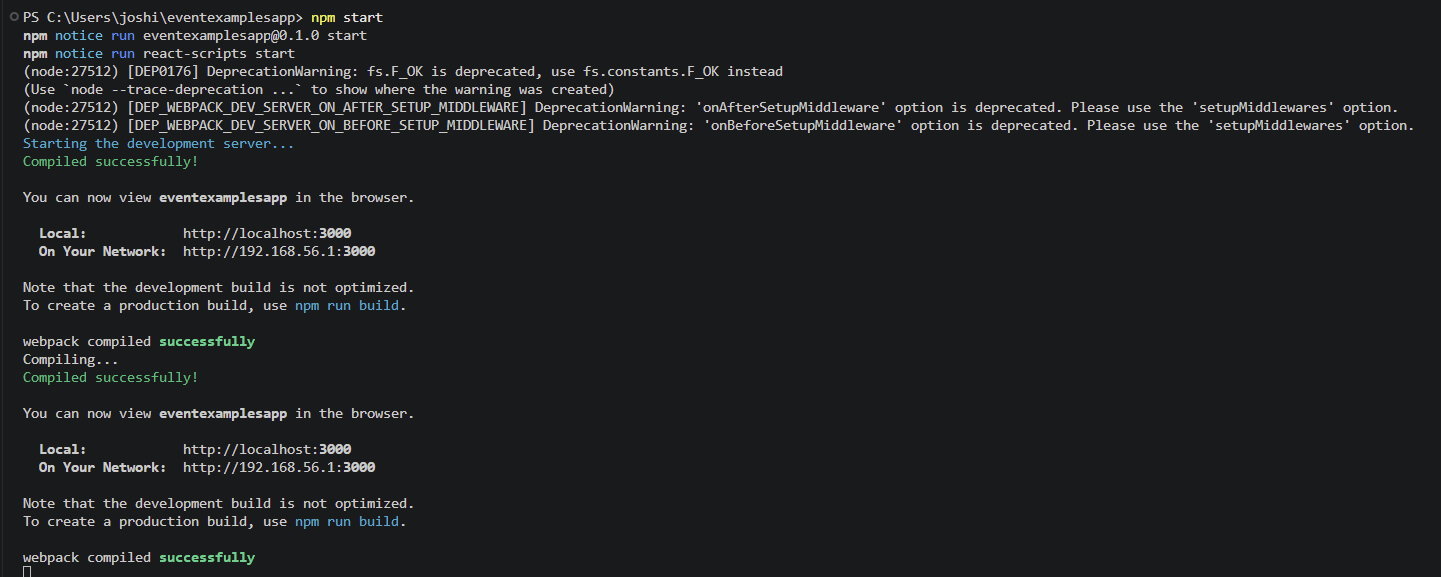 PS C:\Users\joshi\eventexamplesapp> npm start
npm notice run eventexamplesapp@0.1.0 start
npm notice run react-scripts start
(node:27512) [DEP0176] DeprecationWarning: fs.F_OK is deprecated, use fs.constants.F_OK instead
(Use `node --trace-deprecation ...` to show where the warning was created)
(node:27512) [DEP_WEBPACK_DEV_SERVER_ON_AFTER_SETUP_MIDDLEWARE] DeprecationWarning: 'onAfterSetupMiddleware' option is deprecated. Please use the 'setupMiddlewares' option.
(node:27512) [DEP_WEBPACK_DEV_SERVER_ON_BEFORE_SETUP_MIDDLEWARE] DeprecationWarning: 'onBeforeSetupMiddleware' option is deprecated. Please use the 'setupMiddlewares' option.
Starting the development server...
Compiled successfully!

You can now view eventexamplesapp in the browser.

  Local:            http://localhost:3000
  On Your Network:  http://192.168.56.1:3000

Note that the development build is not optimized.
To create a production build, use npm run build.

webpack compiled successfully
Compiling...
Compiled successfully!

You can now view eventexamplesapp in the browser.

  Local:            http://localhost:3000
  On Your Network:  http://192.168.56.1:3000

Note that the development build is not optimized.
To create a production build, use npm run build.

webpack compiled successfully